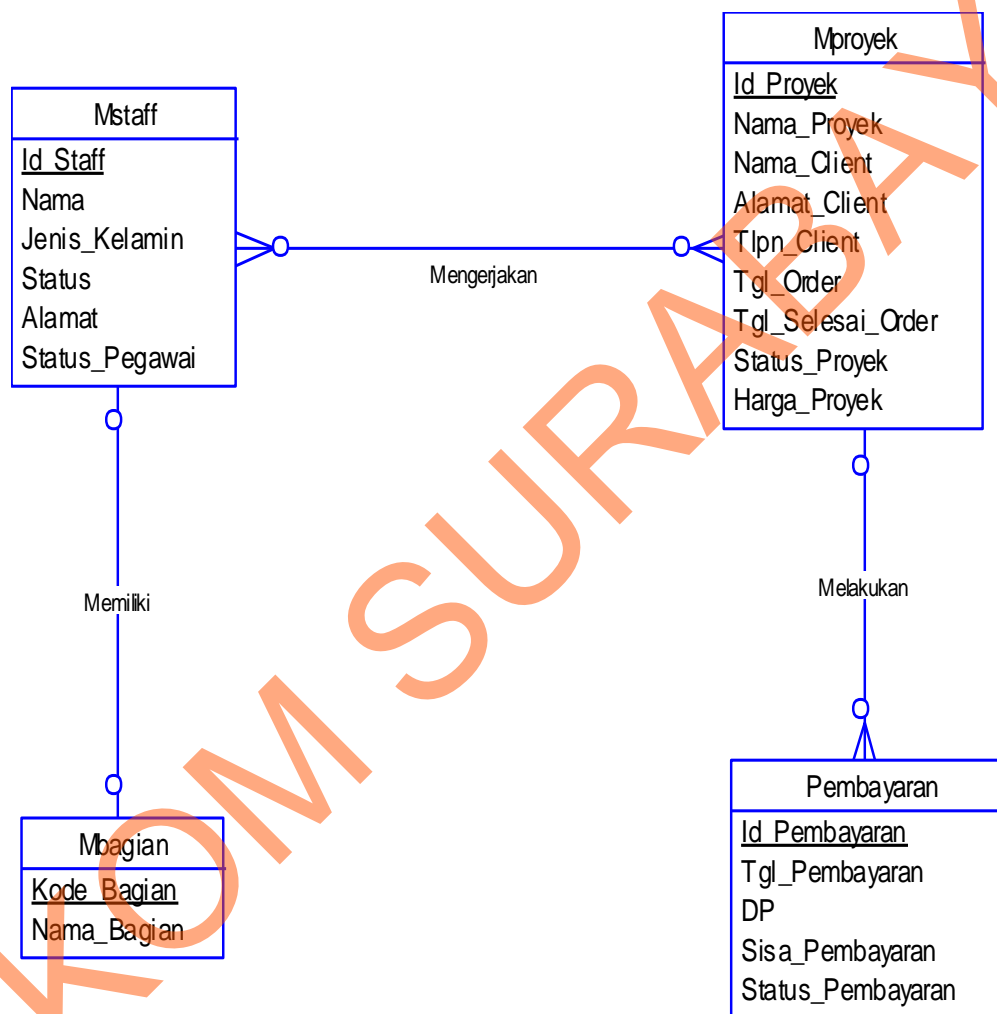 Mstaff
Id_Staff
Nama
Jenis_Kelamin
Status
Alamat
Status_Pegawai
Mengerjakan
Mproyek
Id_Proyek
Nama_Proyek
Nama_Client
Alamat_Client
Tlpn_Client
Tgl_Order
Tgl_Selesai_Order
Status_Proyek
Harga_Proyek
Memiliki
Melakukan
Mbagian
Kode_Bagian
Nama_Bagian
Pembayaran
Id_Pembayaran
Tgl_Pembayaran
DP
Sisa_Pembayaran
Status_Pembayaran
KOM SURABAY